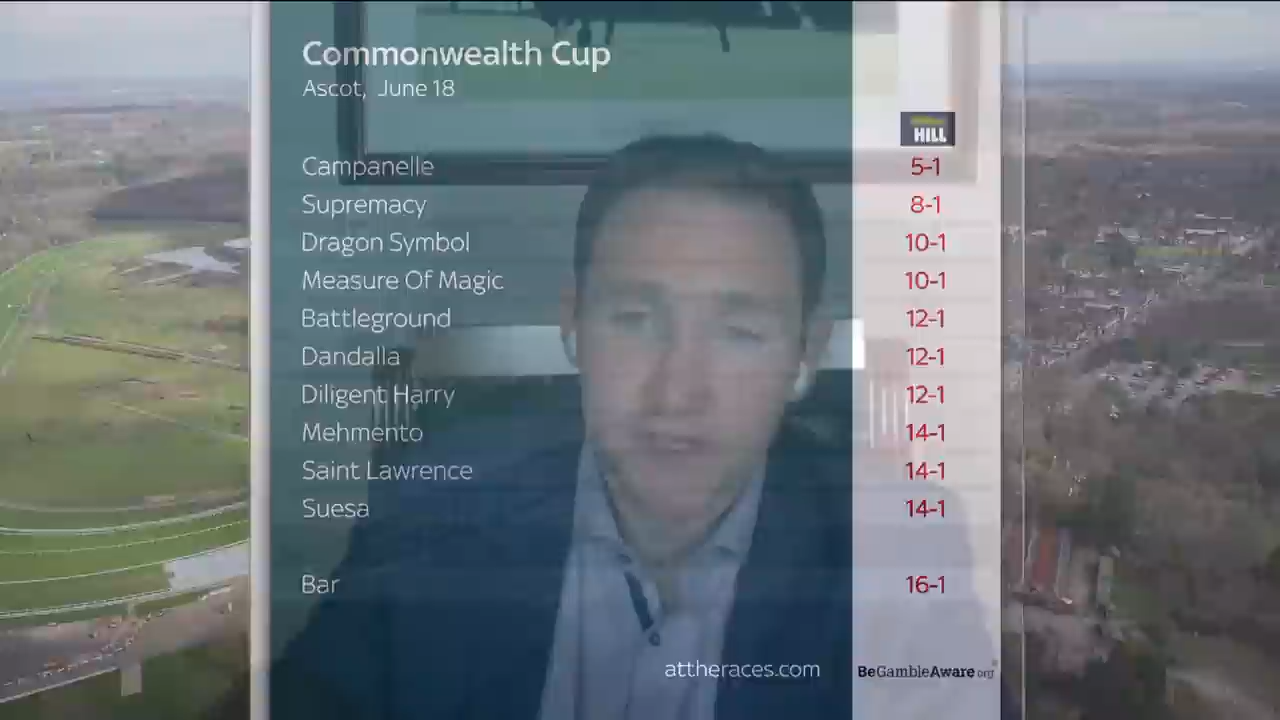 Commonwealth Cup
Ascot, June 18
HILL
Campanelle 5-1
Supremacy 8-1
Dragon Symbol 10-1
Measure Of Magic 10-1
Battleground 12-1
Dandalla 12-1
Diligent Harry 12-1
Mehmento 14-1
Saint Lawrence 14-1
Suesa 14-1
Bar 16-1
attheraces.com BeGambleAware.org